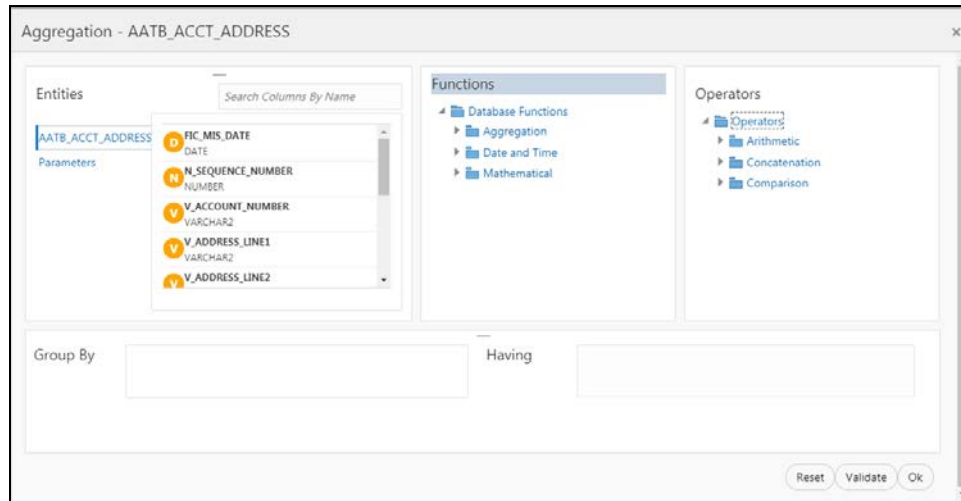 Aggregation - AATB_ACCT_ADDRESS
×
Entities
Search Columns By Name
AATB_ACCT_ADDRESS
Parameters
D FIC_MIS_DATE
DATE
N N_SEQUENCE_NUMBER
NUMBER
V V_ACCOUNT_NUMBER
VARCHAR2
V V_ADDRESS_LINE1
VARCHAR2
V V_ADDRESS_LINE2
Functions
Database Functions
Aggregation
Date and Time
Mathematical
Operators
Operators
Arithmetic
Concatenation
Comparison
Group By
Having
Reset
Validate
Ok